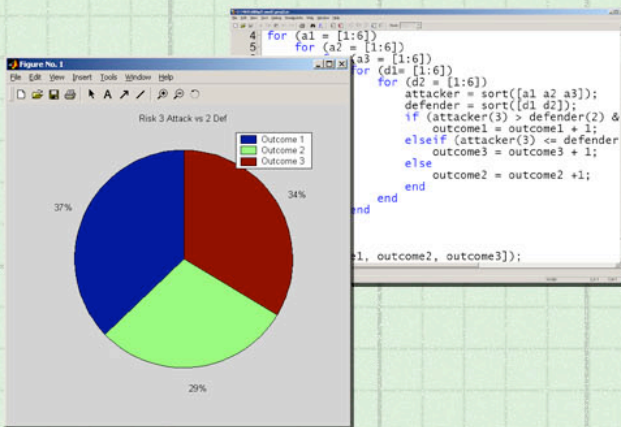 Figure No. 1
File Edit View Insert Tools Window Help
Risk 3 Attack vs 2 Def
Outcome 1
Outcome 2
Outcome 3
37%
34%
29%
4 for (a1 = [1:6])
5 for (a2 = [1:6])
a3 = [1:6])
for (d1= [1:6])
for (d2 = [1:6])
attacker = sort([a1 a2 a3]);
defender = sort([d1 d2]);
if (attacker(3) > defender(2) &
outcome1 = outcome1 + 1;
elseif (attacker(3) <= defender
outcome3 = outcome3 + 1;
else
outcome2 = outcome2 +1;
end
end
end
e1, outcome2, outcome3]);